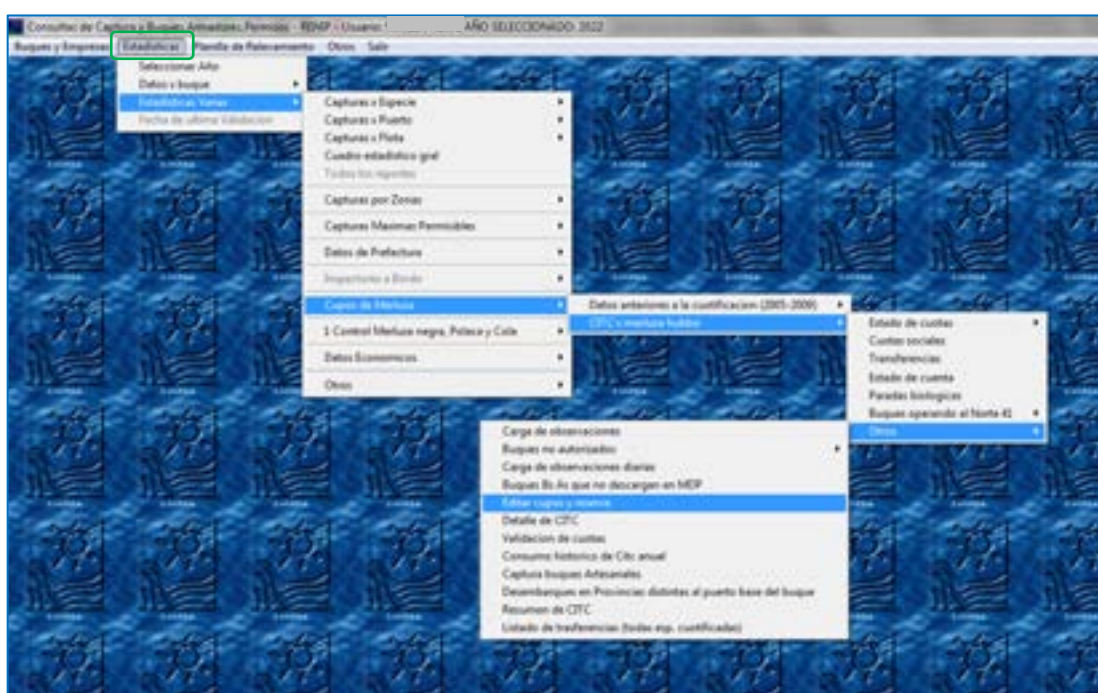 Consultas de Captura y Buques Armadores Permisos - RENIP - Usuario: AÑO SELECCIONADO: 2022
Buques y Empresas Estadísticas Planilla de Relevamiento Otros Salir
Seleccionar Año
Datos x buque
Estadísticas Varias
Fecha de ultima Validacion
Capturas x Especie
Capturas x Puerto
Capturas x Flota
Cuadro estadístico gral
Todos los reportes
Capturas por Zonas
Capturas Maximas Permisibles
Datos de Prefectura
Inspectores a Bordo
Cupos de Merluza
1 Control Merluza negra, Polaca y Cola
Datos Economicos
Otros
Datos anteriores a la cuotificacion (2005-2009)
CITC x merluza hubbsi
Estado de cuotas
Cuotas sociales
Transferencias
Estado de cuenta
Paradas biologicas
Buques operando al Norte 41
Otros
Carga de observaciones
Buques no autorizados
Carga de observaciones diarias
Buques Bs As que no descargan en MDP
Editar cupos y reserva
Detalle de CITC
Validacion de cuotas
Consumo historico de Citc anual
Captura buques Artesanales
Desembarques en Provincias distintas al puerto base del buque
Resumen de CITC
Listado de trasferencias (todas esp. cuotificadas)